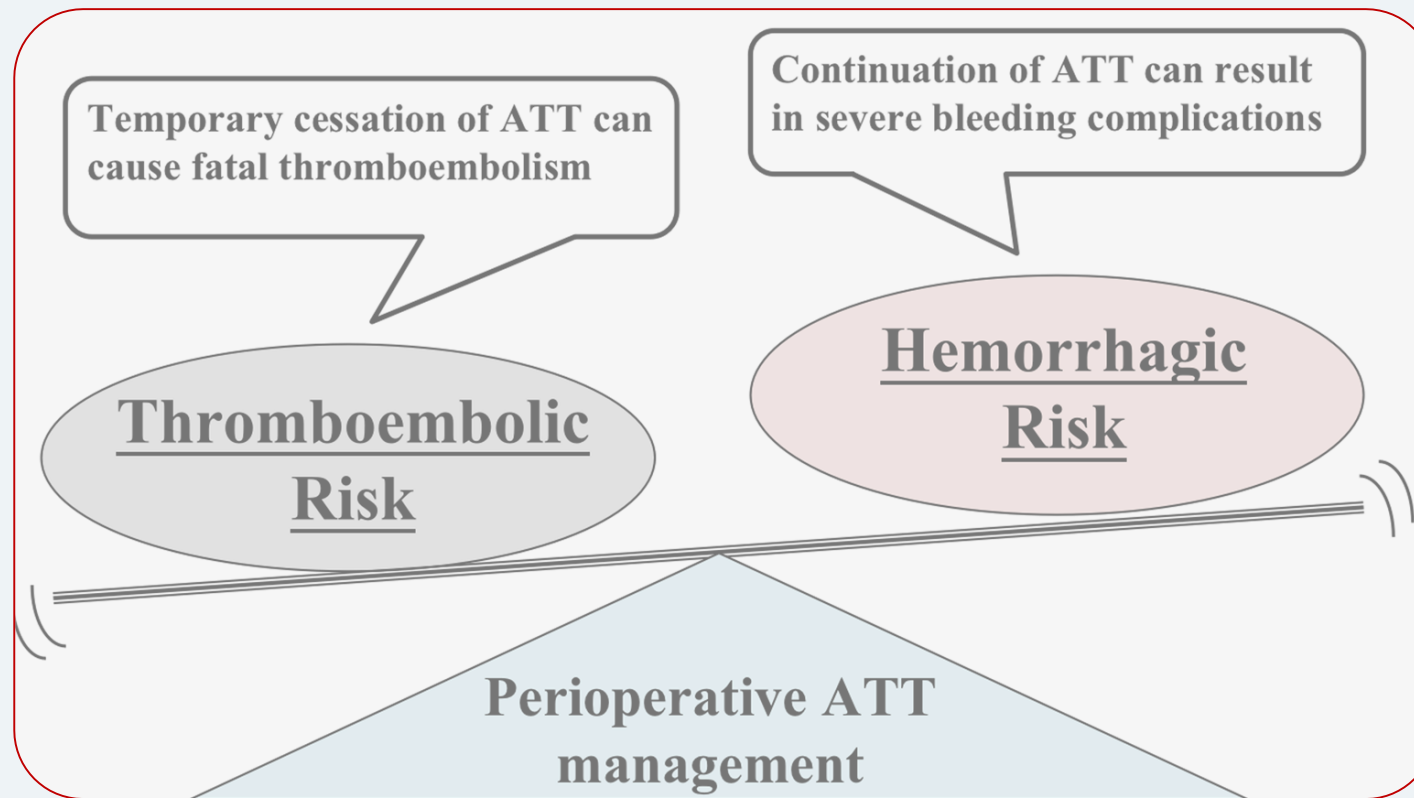 Temporary cessation of ATT can
cause fatal thromboembolism
Continuation of ATT can result
in severe bleeding complications
Thromboembolic
Risk
Hemorrhagic
Risk
Perioperative ATT
management